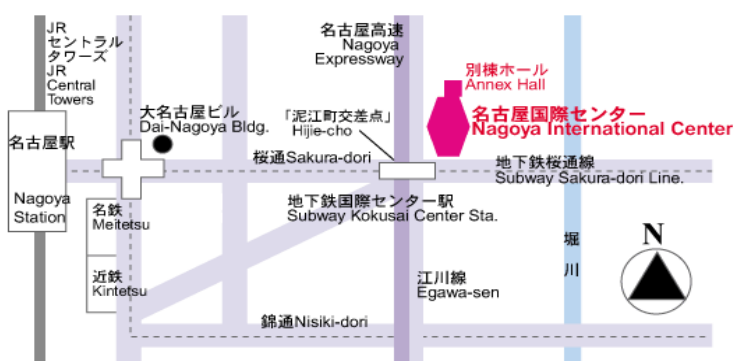 JR
セントラル
タワーズ
JR
Central
Towers
名古屋高速
Nagoya
Expressway
別棟ホール
Annex Hall
名古屋国際センター
Nagoya International Center
大名古屋ビル
Dai-Nagoya Bldg.
「泥江町交差点」
Hijie-cho
名古屋駅
Nagoya
Station
桜通Sakura-dori
地下鉄桜通線
Subway Sakura-dori Line.
地下鉄国際センター駅
Subway Kokusai Center Sta.
名鉄
Meitetsu
近鉄
Kintetsu
堀
川
N
江川線
Egawa-sen
錦通Nisiki-dori